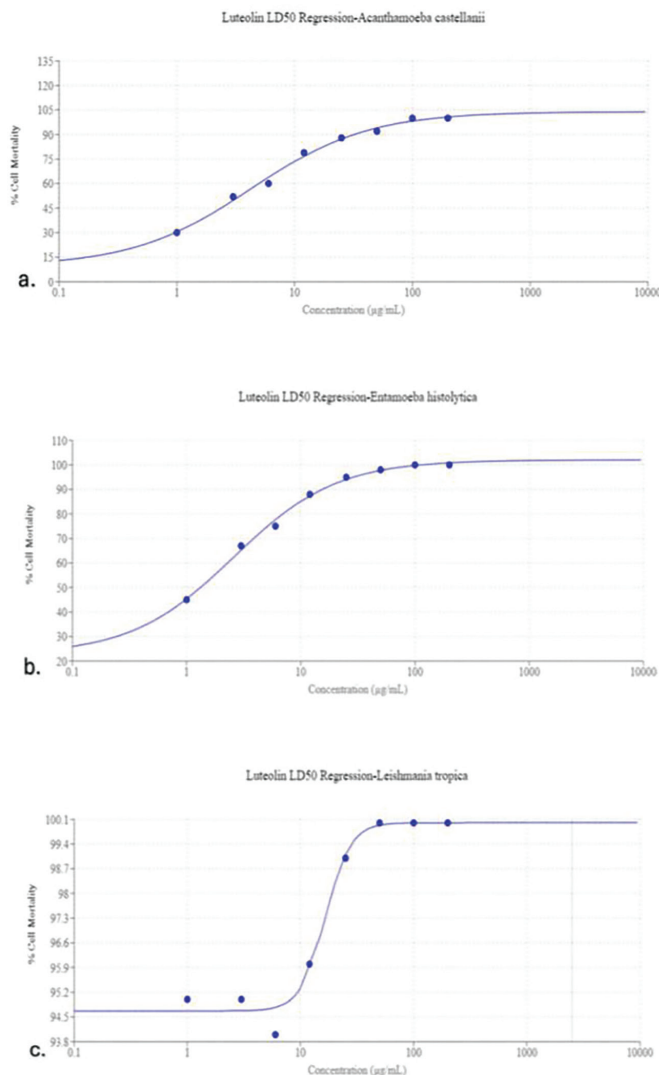 Luteolin LD50 Regression-Acanthamoeba castellanii
135
120
105
90
75
60
45
30
15
0
% Cell Mortality
a.
0.1 1 10 100 1000 10000
Concentration (µg/mL)
Luteolin LD50 Regression-Entamoeba histolytica
110
100
90
80
70
60
50
40
30
20
% Cell Mortality
b.
0.1 1 10 100 1000 10000
Concentration (µg/mL)
Luteolin LD50 Regression-Leishmania tropica
100.1
99.4
98.7
98
97.3
96.6
95.9
95.2
94.5
93.8
% Cell Mortality
c.
0.1 1 10 100 1000 10000
Concentration (µg/mL)